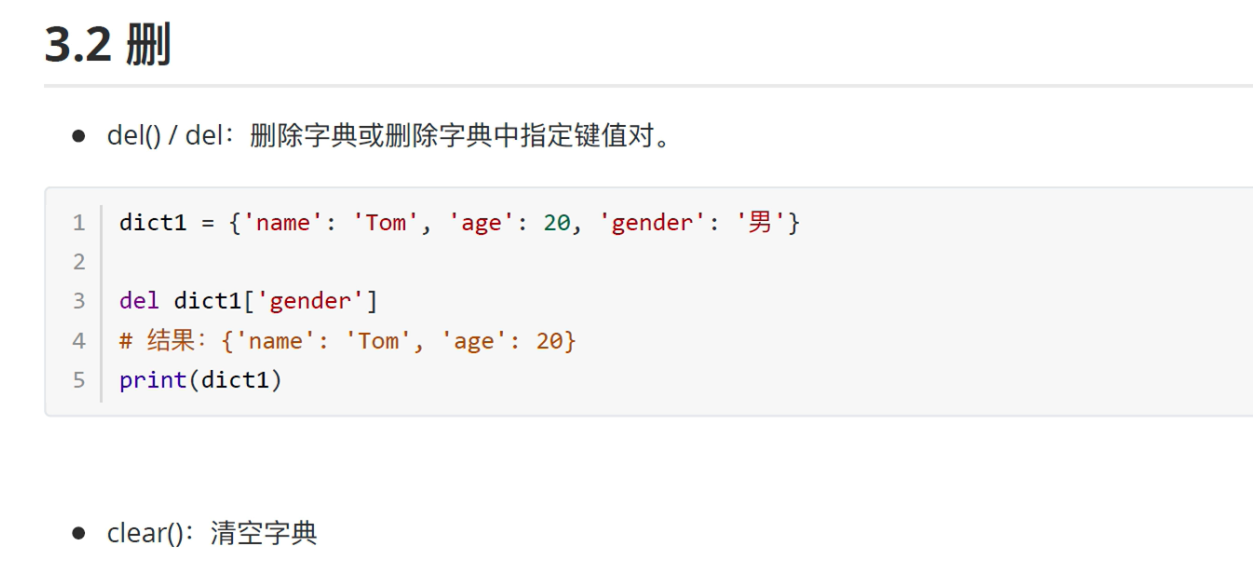 3.2 删
del() / del：删除字典或删除字典中指定键值对。
1 dict1 = {'name': 'Tom', 'age': 20, 'gender': '男'}
2
3 del dict1['gender']
4 # 结果：{'name': 'Tom', 'age': 20}
5 print(dict1)
clear()：清空字典